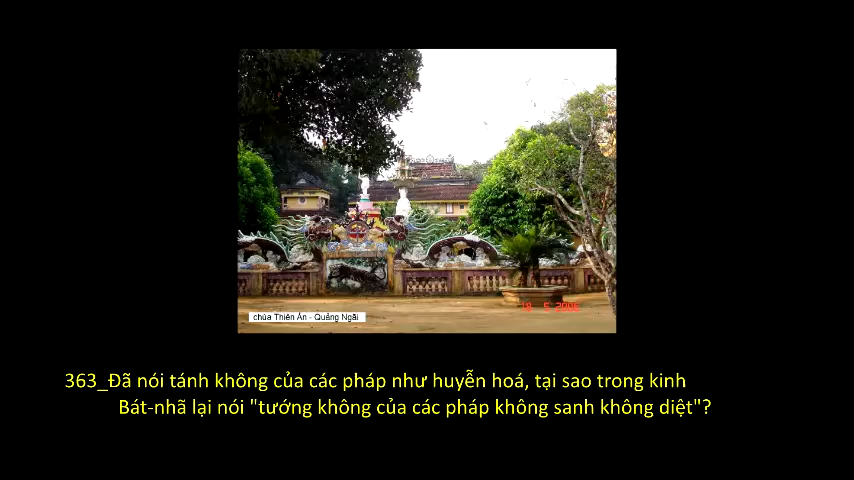 chùa Thiên Ấn - Quảng Ngãi
363_Đã nói tánh không của các pháp như huyễn hoá, tại sao trong kinh
Bát-nhã lại nói "tướng không của các pháp không sanh không diệt"?